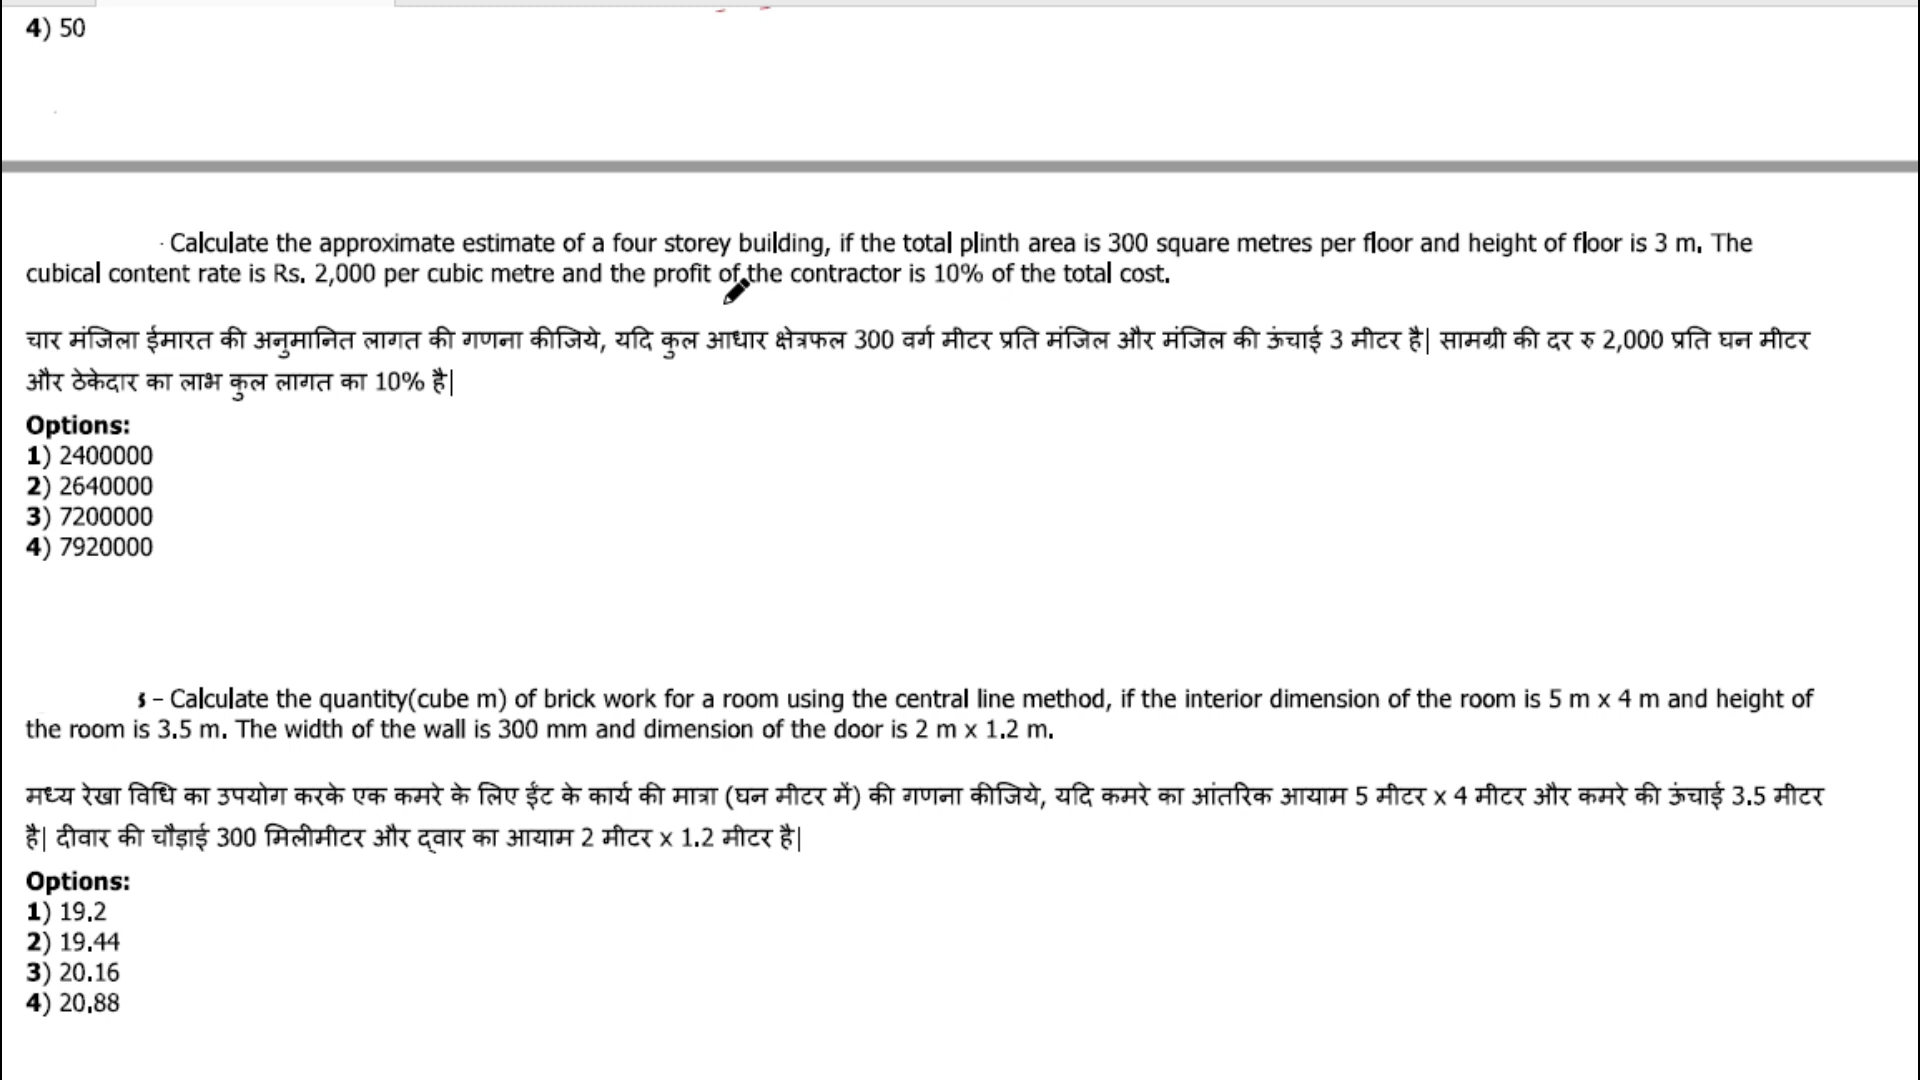 4) 50
Calculate the approximate estimate of a four storey building, if the total plinth area is 300 square metres per floor and height of floor is 3 m. The
cubical content rate is Rs. 2,000 per cubic metre and the profit of the contractor is 10% of the total cost.
चार मंजिला ईमारत की अनुमानित लागत की गणना कीजिये, यदि कुल आधार क्षेत्रफल 300 वर्ग मीटर प्रति मंजिल और मंजिल की ऊंचाई 3 मीटर है| सामग्री की दर रु 2,000 प्रति घन मीटर
और ठेकेदार का लाभ कुल लागत का 10% है|
Options:
1) 2400000
2) 2640000
3) 7200000
4) 7920000
– Calculate the quantity(cube m) of brick work for a room using the central line method, if the interior dimension of the room is 5 m x 4 m and height of
the room is 3.5 m. The width of the wall is 300 mm and dimension of the door is 2 m x 1.2 m.
मध्य रेखा विधि का उपयोग करके एक कमरे के लिए ईंट के कार्य की मात्रा (घन मीटर में) की गणना कीजिये, यदि कमरे का आंतरिक आयाम 5 मीटर x 4 मीटर और कमरे की ऊंचाई 3.5 मीटर
है| दीवार की चौड़ाई 300 मिलीमीटर और द्वार का आयाम 2 मीटर x 1.2 मीटर है|
Options:
1) 19.2
2) 19.44
3) 20.16
4) 20.88